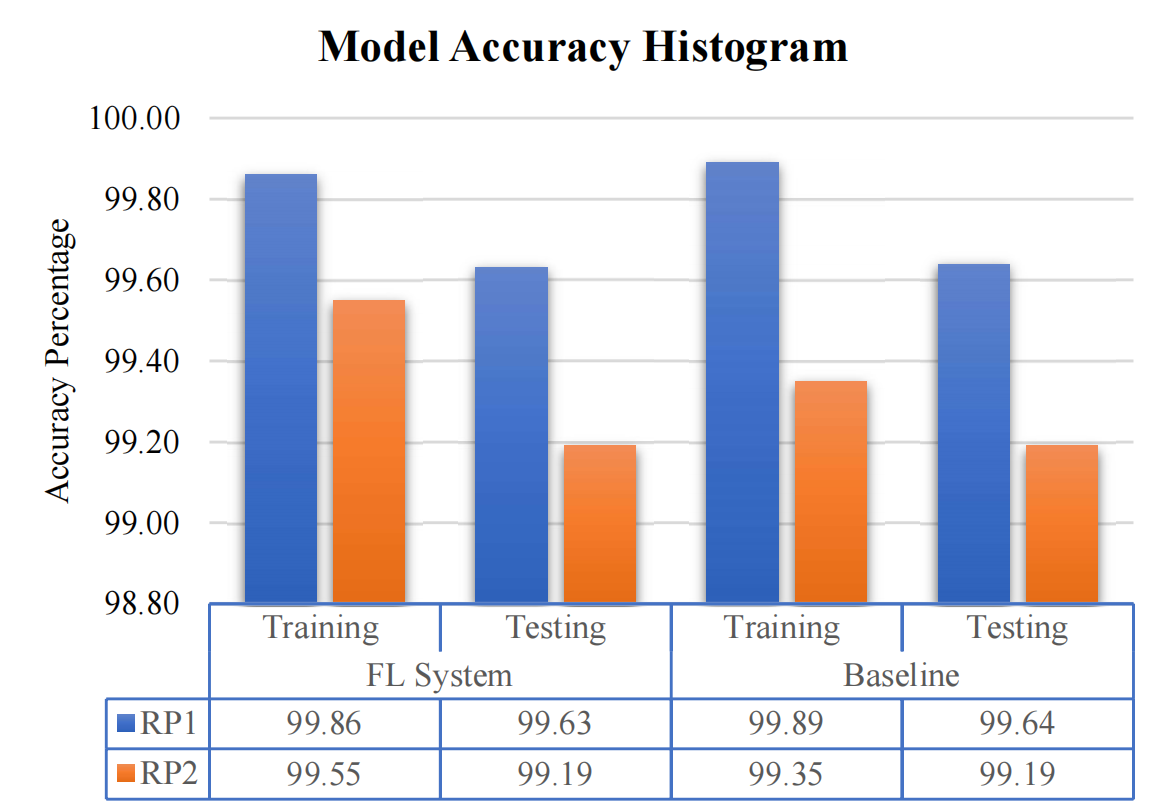 Model Accuracy Histogram
Accuracy Percentage
100.00
99.80
99.60
99.40
99.20
99.00
98.80
Training Testing Training Testing
FL System Baseline
RP1 99.86 99.63 99.89 99.64
RP2 99.55 99.19 99.35 99.19